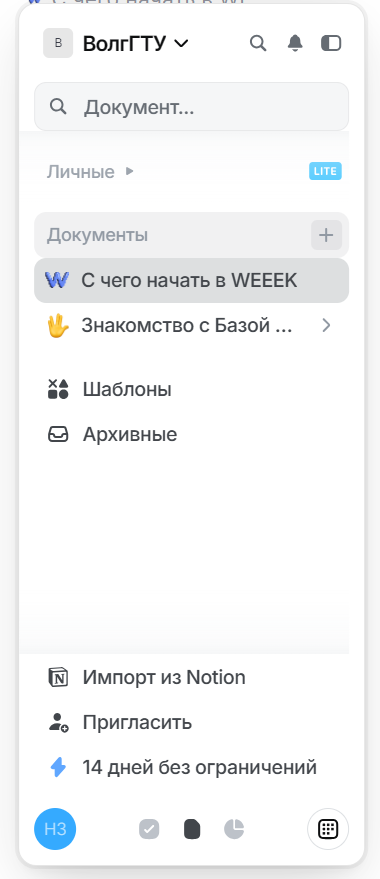 В ВолгГТУ
Документ...
Личные LITE
Документы
С чего начать в WEEEK
Знакомство с Базой ...
Шаблоны
Архивные
Импорт из Notion
Пригласить
14 дней без ограничений
НЗ